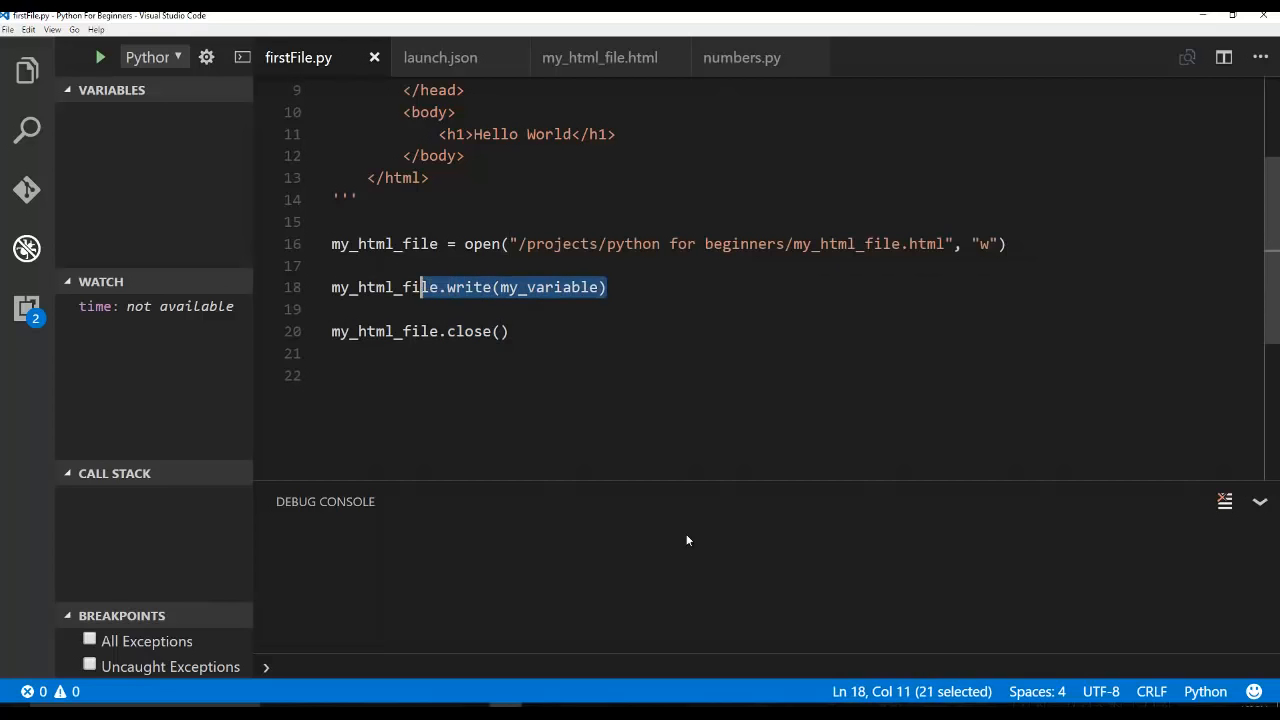 firstFile.py - Python For Beginners - Visual Studio Code
File Edit View Go Help
Python
firstFile.py
launch.json
my_html_file.html
numbers.py
VARIABLES
WATCH
time: not available
CALL STACK
BREAKPOINTS
All Exceptions
Uncaught Exceptions
2
9 </head>
10 <body>
11 <h1>Hello World</h1>
12 </body>
13 </html>
14 '''
15
16 my_html_file = open("/projects/python for beginners/my_html_file.html", "w")
17
18 my_html_file.write(my_variable)
19
20 my_html_file.close()
21
22
DEBUG CONSOLE
0 0
Ln 18, Col 11 (21 selected) Spaces: 4 UTF-8 CRLF Python